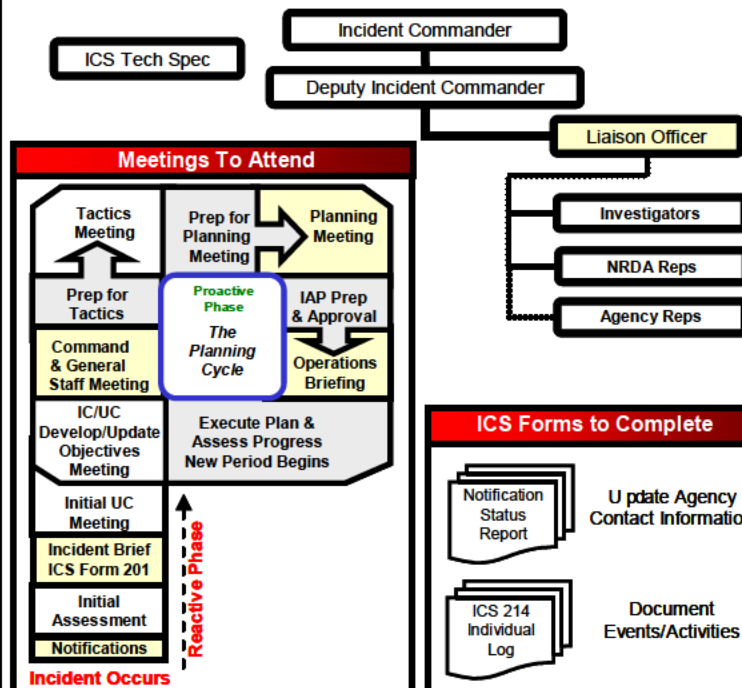 Incident Commander
ICS Tech Spec
Deputy Incident Commander
Liaison Officer
Investigators
NRDA Reps
Agency Reps
Meetings To Attend
Tactics
Meeting
Prep for
Planning
Meeting
Planning
Meeting
Prep for
Tactics
Proactive
Phase
The
Planning
Cycle
IAP Prep
& Approval
Command
& General
Staff Meeting
Operations
Briefing
IC/UC
Develop/Update
Objectives
Meeting
Execute Plan &
Assess Progress
New Period Begins
Initial UC
Meeting
Incident Brief
ICS Form 201
Initial
Assessment
Notifications
Reactive Phase
Incident Occurs
ICS Forms to Complete
Notification
Status
Report
U pdate Agency
Contact Informatio
ICS 214
Individual
Log
Document
Events/Activities